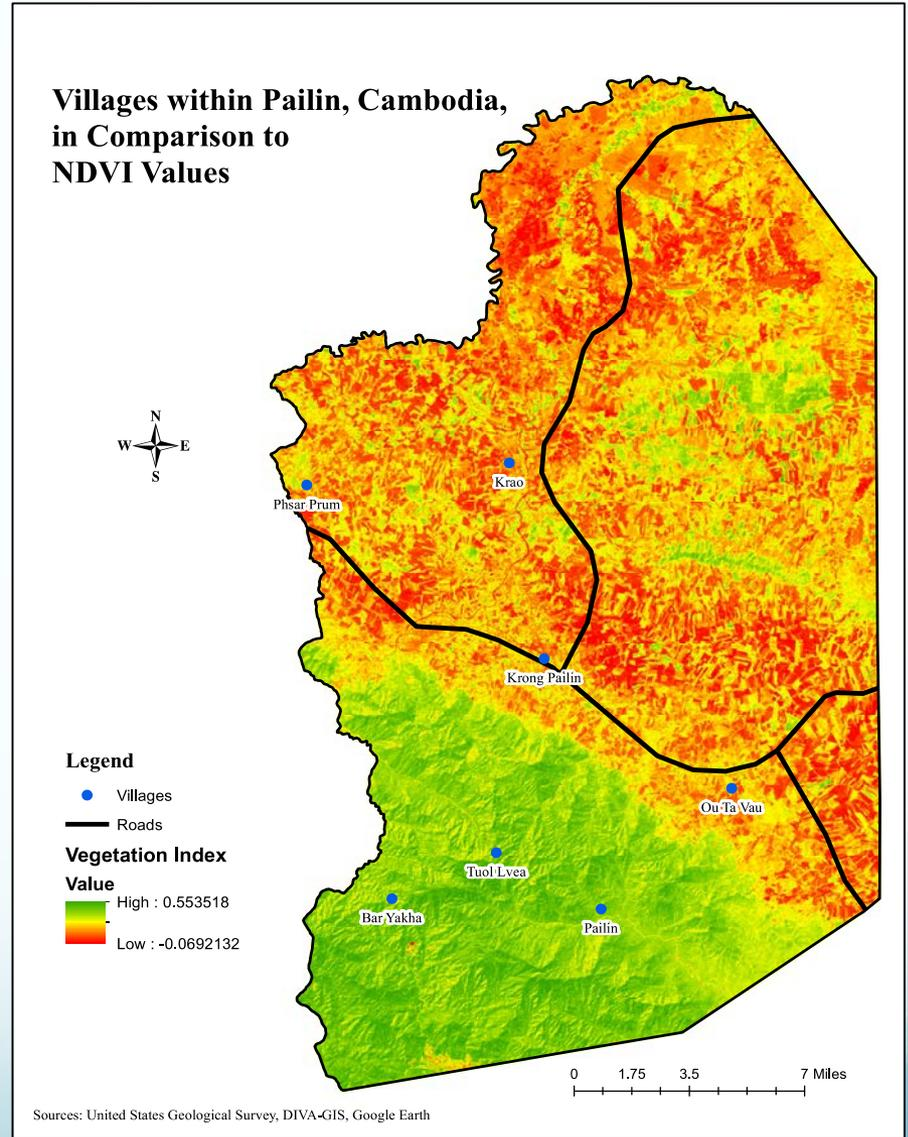 Villages within Pailin, Cambodia,
in Comparison to
NDVI Values
N
W E
S
Krao
Phsar Prum
Krong Pailin
Ou Ta Vau
Tuol Lvea
Bar Yakha
Pailin
Legend
Villages
Roads
Vegetation Index
Value
High : 0.553518
Low : -0.0692132
0 1.75 3.5 7 Miles
Sources: United States Geological Survey, DIVA-GIS, Google Earth